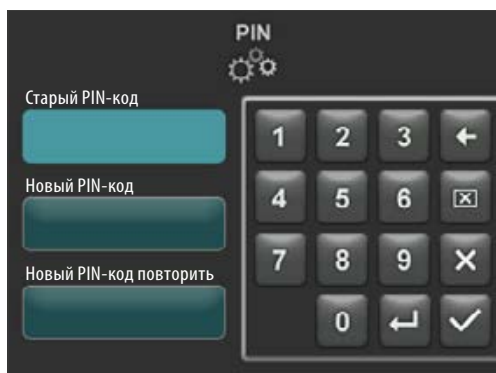 PIN
Старый PIN-код
Новый PIN-код
Новый PIN-код повторить
1 2 3
4 5 6
7 8 9
0